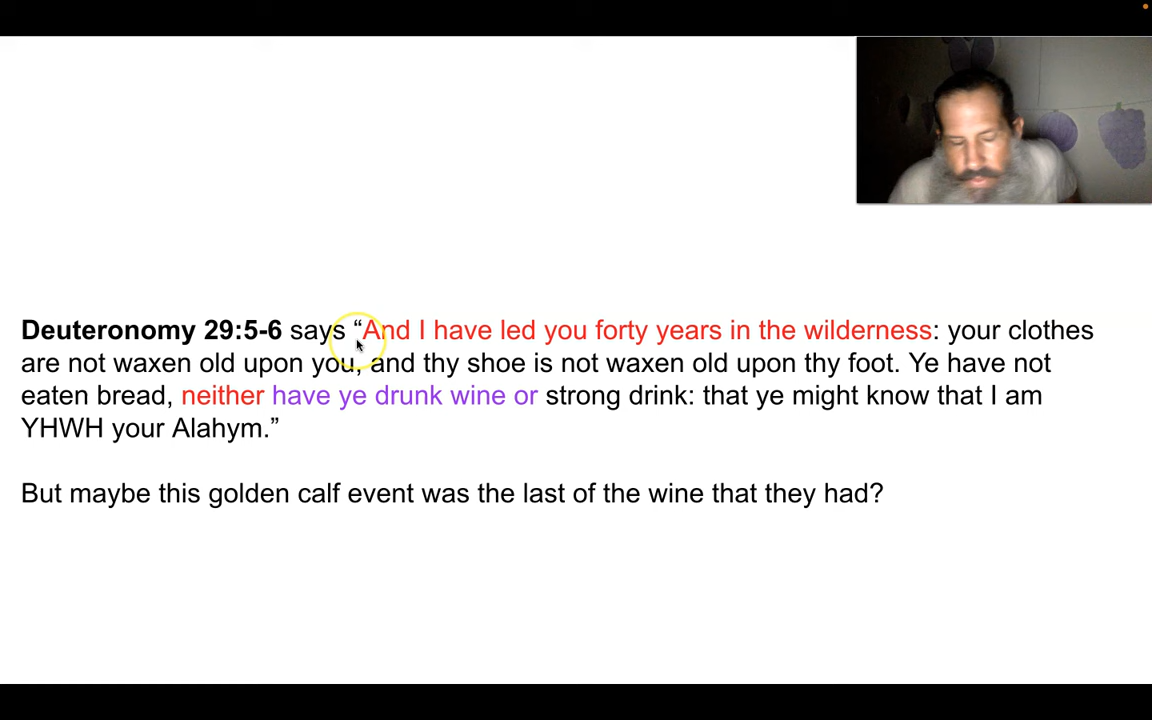 Deuteronomy 29:5-6 says “And I have led you forty years in the wilderness: your clothes
are not waxen old upon you, and thy shoe is not waxen old upon thy foot. Ye have not
eaten bread, neither have ye drunk wine or strong drink: that ye might know that I am
YHWH your Alahym.”
But maybe this golden calf event was the last of the wine that they had?